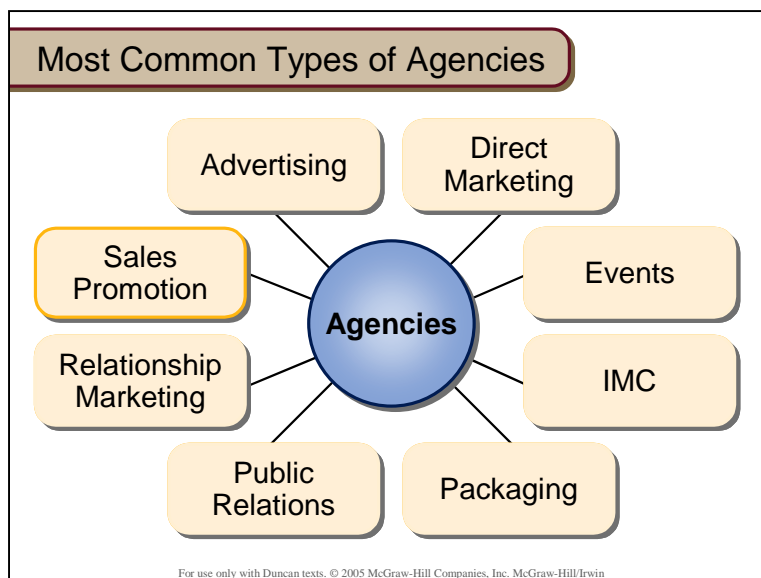 Most Common Types of Agencies
Advertising
Direct
Marketing
Sales
Promotion
Events
Agencies
Relationship
Marketing
IMC
Public
Relations
Packaging
For use only with Duncan texts. © 2005 McGraw-Hill Companies, Inc. McGraw-Hill/Irwin